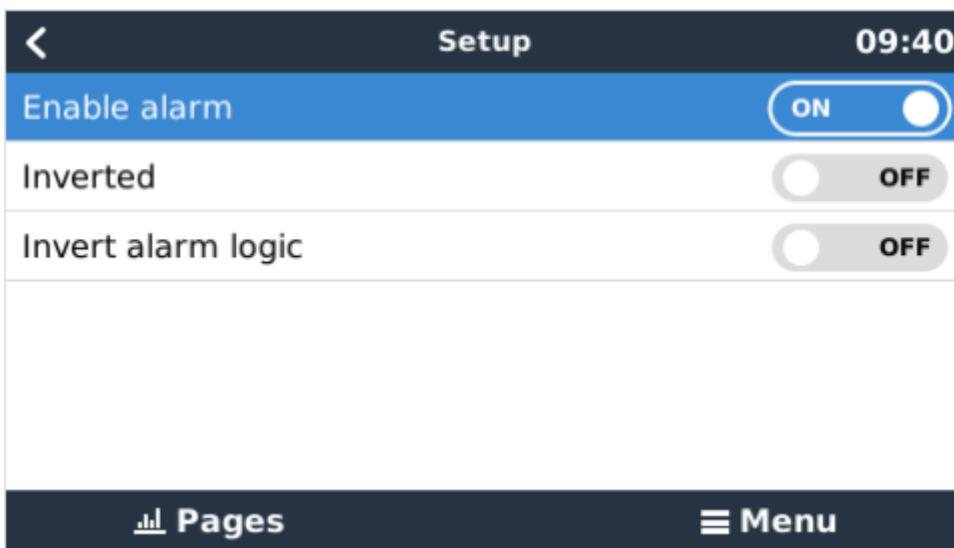 Setup 09:40
Enable alarm ON
Inverted OFF
Invert alarm logic OFF
Pages Menu